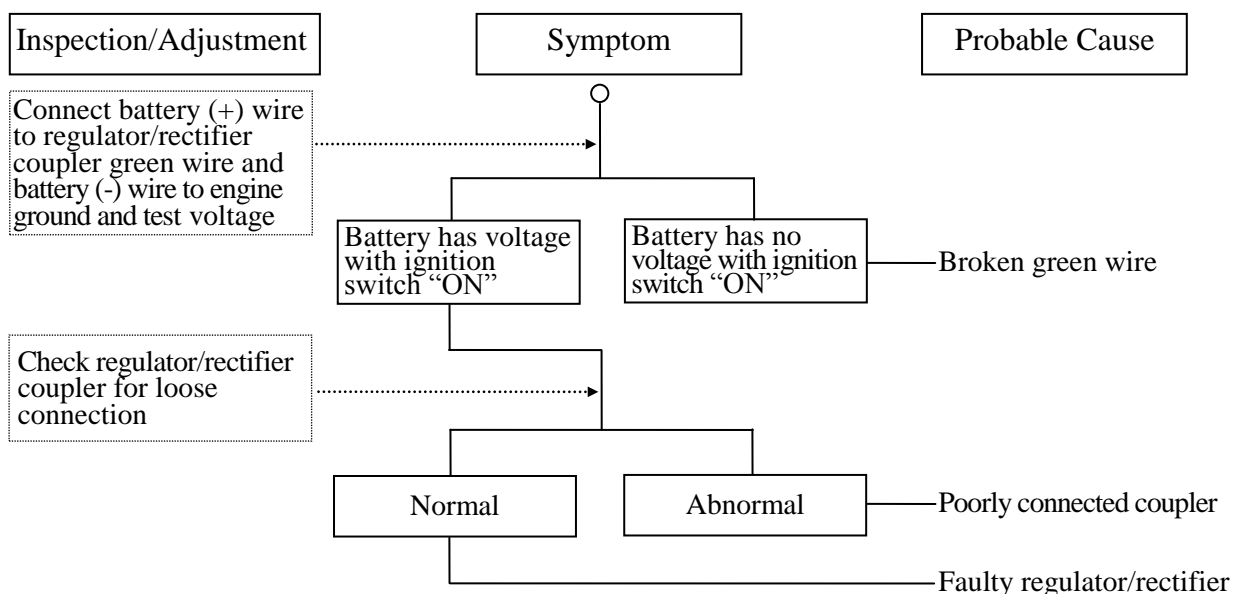 Inspection/Adjustment
Symptom
Probable Cause
Connect battery (+) wire
to regulator/rectifier
coupler green wire and
battery (-) wire to engine
ground and test voltage
Battery has voltage
with ignition
switch “ON”
Battery has no
voltage with ignition
switch “ON”
Broken green wire
Check regulator/rectifier
coupler for loose
connection
Normal
Abnormal
Poorly connected coupler
Faulty regulator/rectifier